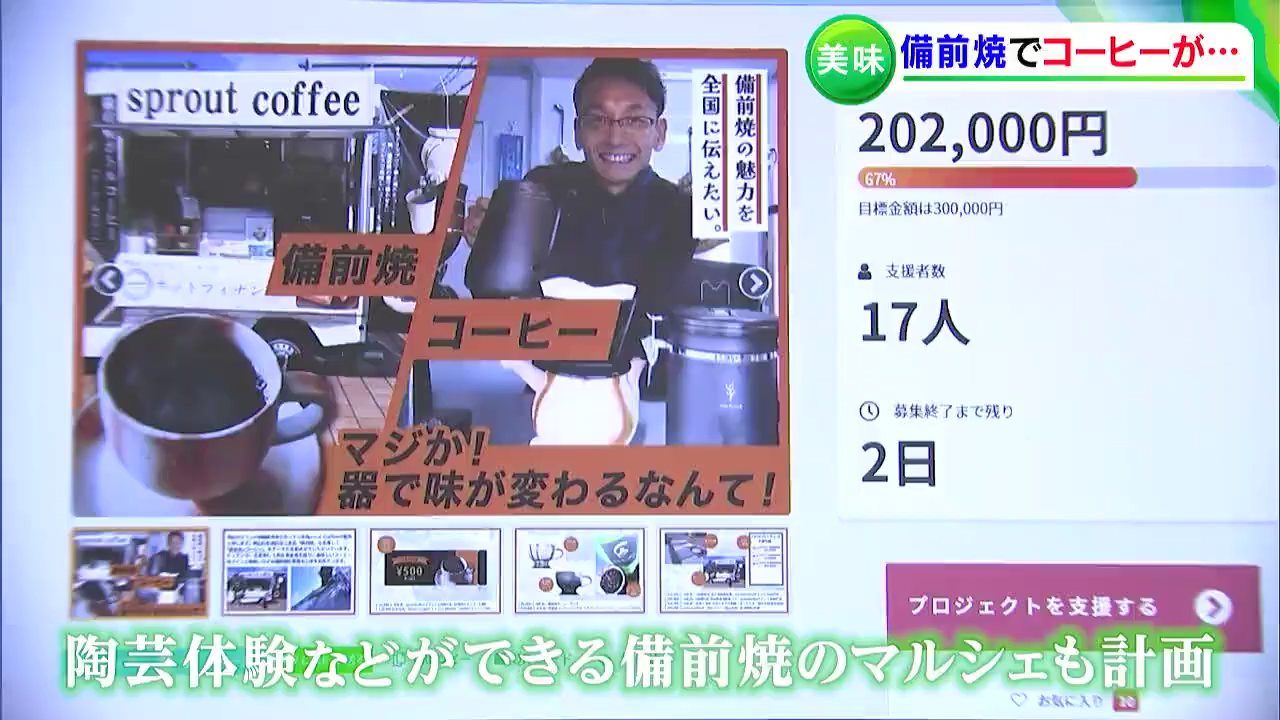 美味
備前焼でコーヒーが…
sprout coffee
備前焼の魅力を
全国に伝えたい。
備前焼
コーヒー
マジか!
器で味が変わるなんて!
202,000円
67%
目標金額は300,000円
支援者数
17人
募集終了まで残り
2日
¥500
プロジェクトを支援する
陶芸体験などができる備前焼のマルシェも計画
お気に入り